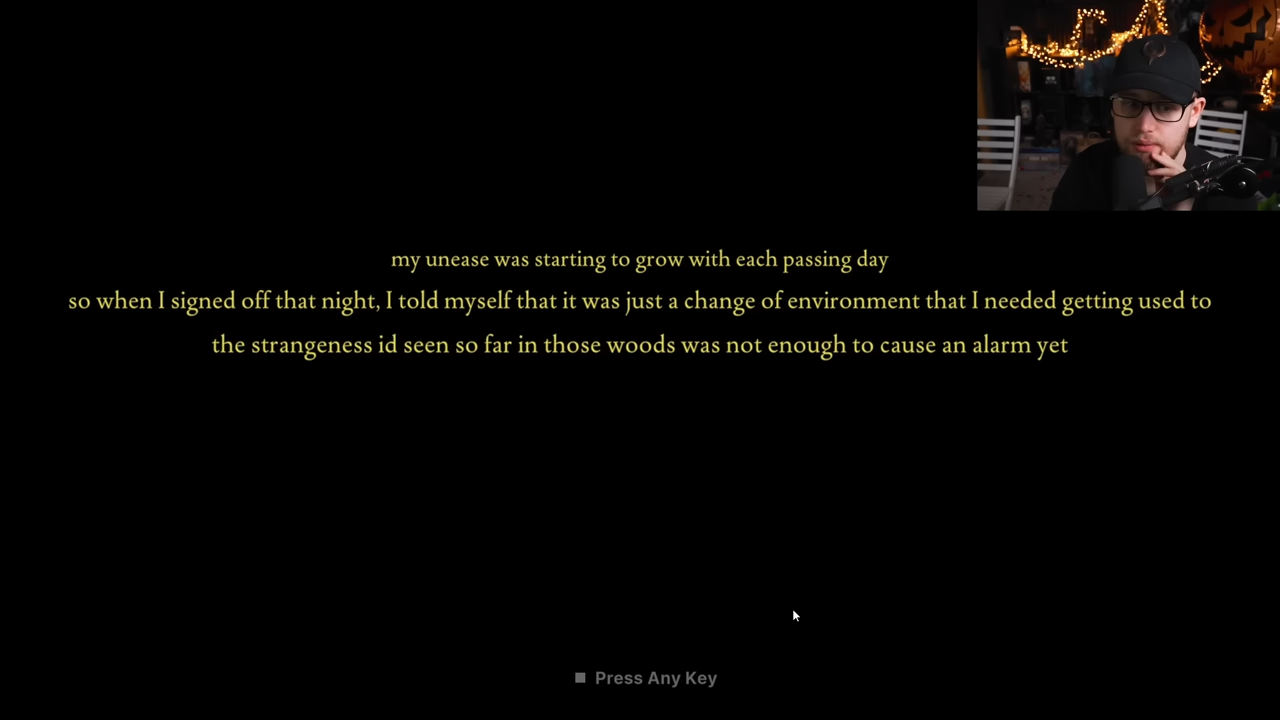 my unease was starting to grow with each passing day
so when I signed off that night, I told myself that it was just a change of environment that I needed getting used to
the strangeness id seen so far in those woods was not enough to cause an alarm yet
Press Any Key